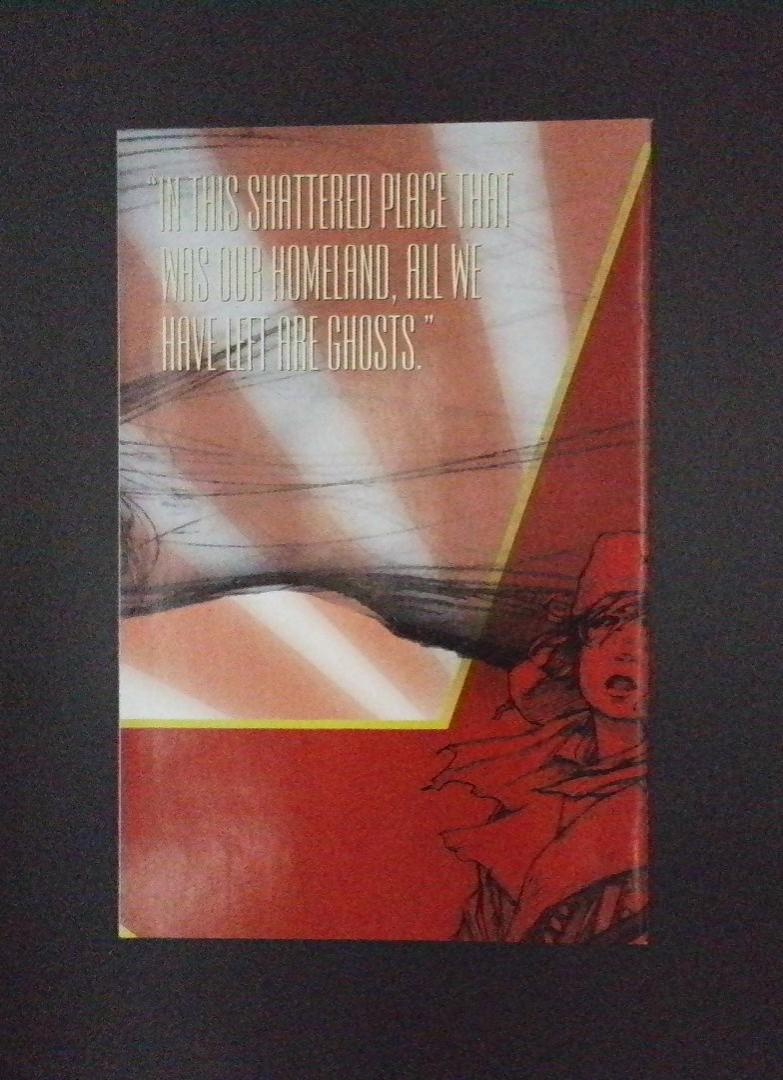 “IN THIS SHATTERED PLACE THAT
WAS OUR HOMELAND, ALL WE
HAVE LEFT ARE GHOSTS.”